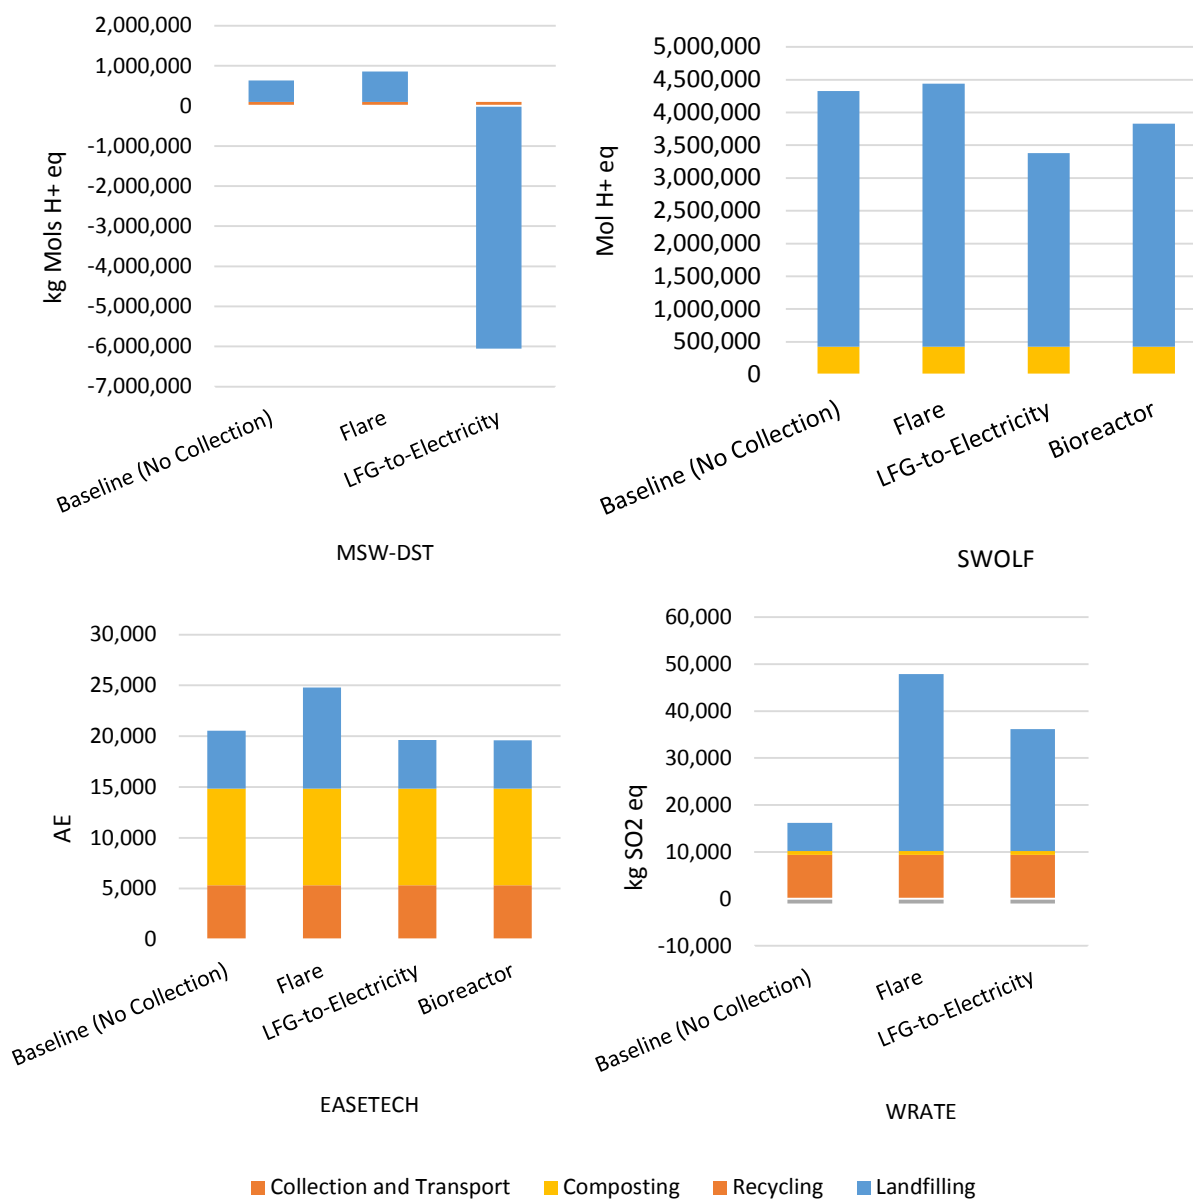 2,000,000
1,000,000
0
-1,000,000
-2,000,000
-3,000,000
-4,000,000
-5,000,000
-6,000,000
-7,000,000
kg Mols H+ eq
Baseline (No Collection)
Flare
LFG-to-Electricity
MSW-DST
5,000,000
4,500,000
4,000,000
3,500,000
3,000,000
2,500,000
2,000,000
1,500,000
1,000,000
500,000
0
Mol H+ eq
Baseline (No Collection)
Flare
LFG-to-Electricity
Bioreactor
SWOLF
30,000
25,000
20,000
15,000
10,000
5,000
0
AE
Baseline (No Collection)
Flare
LFG-to-Electricity
Bioreactor
EASETECH
60,000
50,000
40,000
30,000
20,000
10,000
0
-10,000
kg SO2 eq
Baseline (No Collection)
Flare
LFG-to-Electricity
WRATE
Collection and Transport Composting Recycling Landfilling